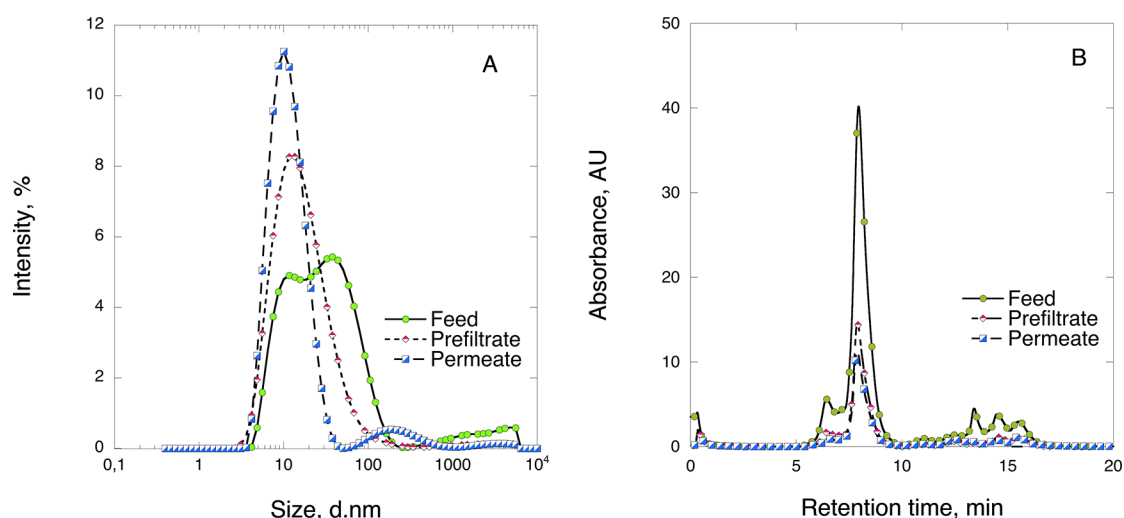 A
12
10
8
6
4
2
0
Intensity, %
0,1
1
10
100
1000
10⁴
Size, d.nm
Feed
Prefiltrate
Permeate
B
50
40
30
20
10
0
Absorbance, AU
0
5
10
15
20
Retention time, min
Feed
Prefiltrate
Permeate